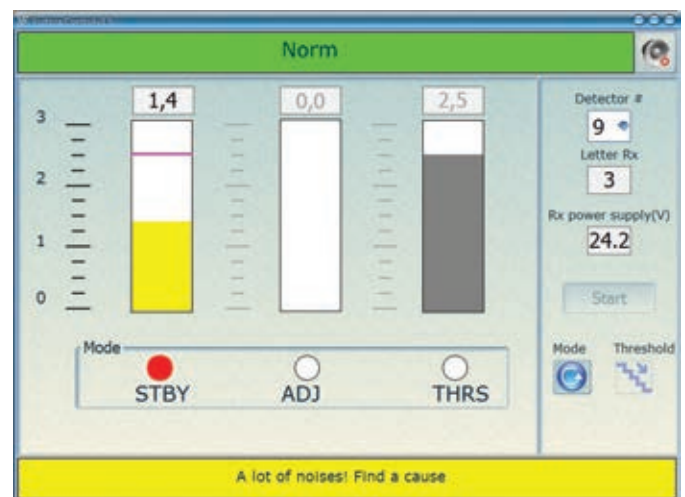 Norm
1,4 0,0 2,5
3
2
1
0
Detector #
9
Letter Rx
3
Rx power supply(V)
24.2
Start
Mode Threshold
Mode
STBY ADJ THRS
A lot of noises! Find a cause